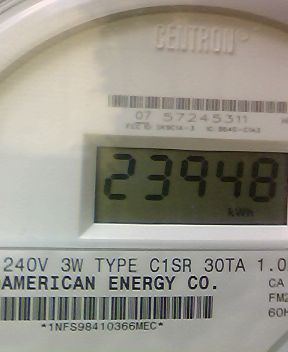 CENTRON®
07 57245311
23948
kWh
240V 3W TYPE C1SR 30TA 1.0
AMERICAN ENERGY CO.
CA
FM2
60H
*1NFS98410366MEC*